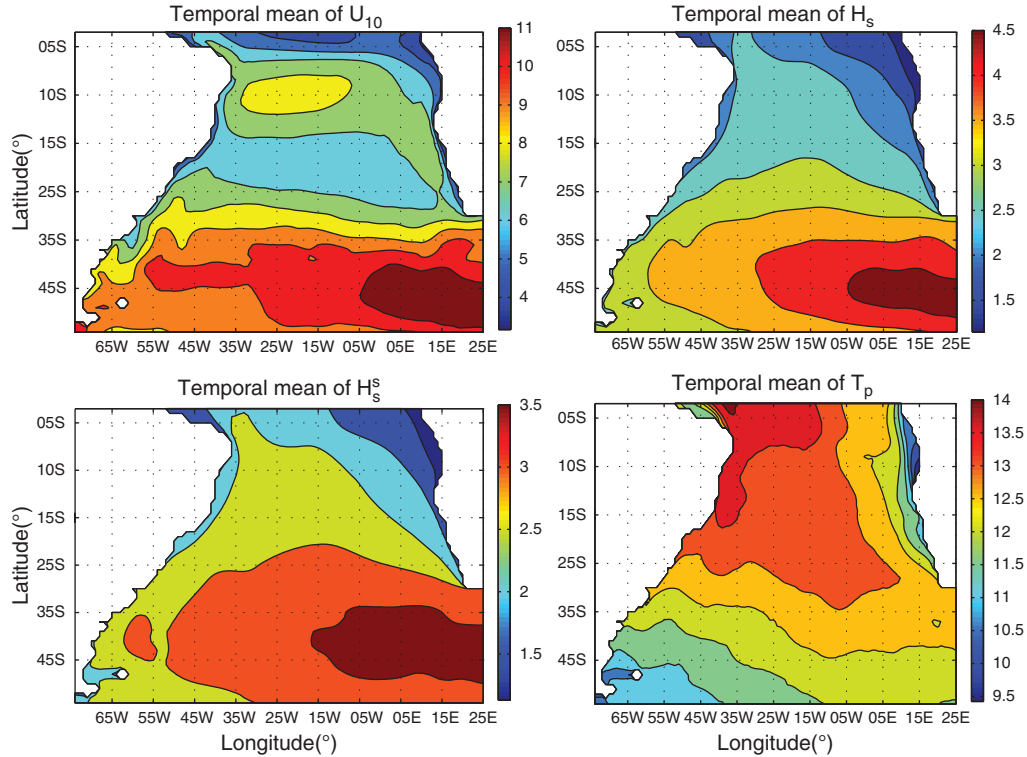 Temporal mean of U10
Temporal mean of Hs
05S
10S
15S
25S
35S
45S
Latitude(°)
65W 55W 45W 35W 25W 15W 05W 05E 15E 25E
11
10
9
8
7
6
5
4
05S
10S
15S
25S
35S
45S
65W 55W 45W 35W 25W 15W 05W 05E 15E 25E
4.5
4
3.5
3
2.5
2
1.5
Temporal mean of Hss
Temporal mean of Tp
05S
10S
15S
25S
35S
45S
Latitude(°)
65W 55W 45W 35W 25W 15W 05W 05E 15E 25E
Longitude(°)
3.5
3
2.5
2
1.5
05S
10S
15S
25S
35S
45S
65W 55W 45W 35W 25W 15W 05W 05E 15E 25E
Longitude(°)
14
13.5
13
12.5
12
11.5
11
10.5
10
9.5